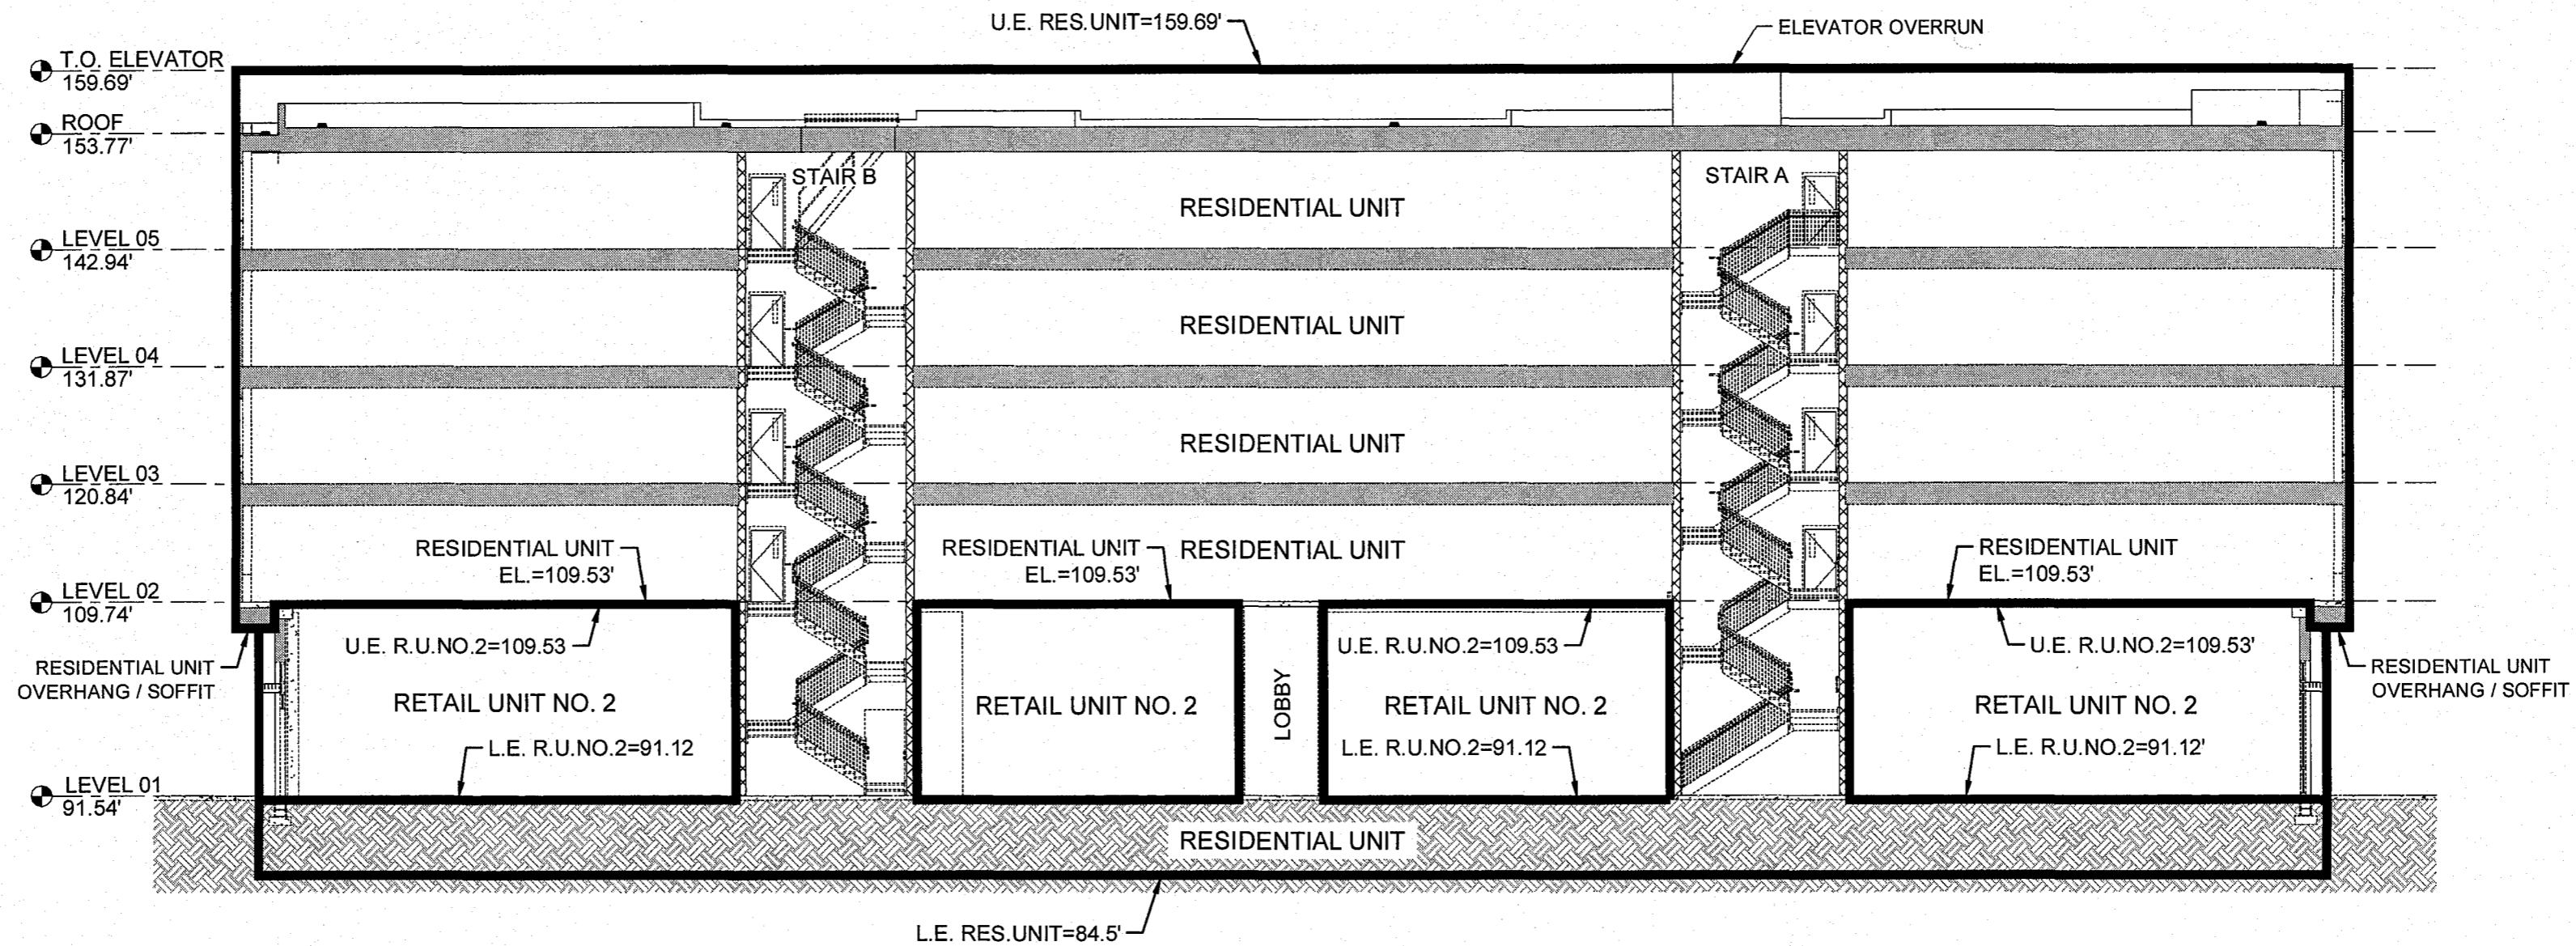 U.E. RES.UNIT=159.69'
ELEVATOR OVERRUN
T.O. ELEVATOR
159.69'
ROOF
153.77'
STAIR B
STAIR A
RESIDENTIAL UNIT
LEVEL 05
142.94'
RESIDENTIAL UNIT
LEVEL 04
131.87'
RESIDENTIAL UNIT
LEVEL 03
120.84'
RESIDENTIAL UNIT
EL.=109.53'
RESIDENTIAL UNIT
EL.=109.53'
RESIDENTIAL UNIT
RESIDENTIAL UNIT
EL.=109.53'
LEVEL 02
109.74'
U.E. R.U.NO.2=109.53
U.E. R.U.NO.2=109.53
U.E. R.U.NO.2=109.53'
RESIDENTIAL UNIT
OVERHANG / SOFFIT
RESIDENTIAL UNIT
OVERHANG / SOFFIT
RETAIL UNIT NO. 2
RETAIL UNIT NO. 2
LOBBY
RETAIL UNIT NO. 2
RETAIL UNIT NO. 2
L.E. R.U.NO.2=91.12
L.E. R.U.NO.2=91.12
L.E. R.U.NO.2=91.12'
LEVEL 01
91.54'
RESIDENTIAL UNIT
L.E. RES.UNIT=84.5'